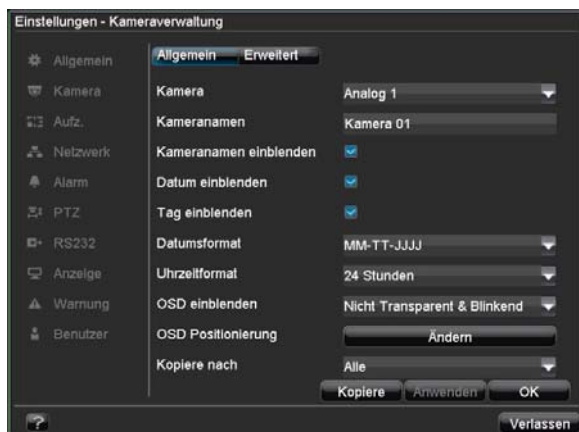 Einstellungen - Kameraverwaltung
Allgemein
Kamera
Aufz.
Netzwerk
Alarm
PTZ
RS232
Anzeige
Warnung
Benutzer
Allgemein Erweitert
Kamera Analog 1
Kameranamen Kamera 01
Kameranamen einblenden
Datum einblenden
Tag einblenden
Datumsformat MM-TT-JJJJ
Uhrzeitformat 24 Stunden
OSD einblenden Nicht Transparent & Blinkend
OSD Positionierung Ändern
Kopiere nach Alle
Kopiere Anwenden OK
? Verlassen